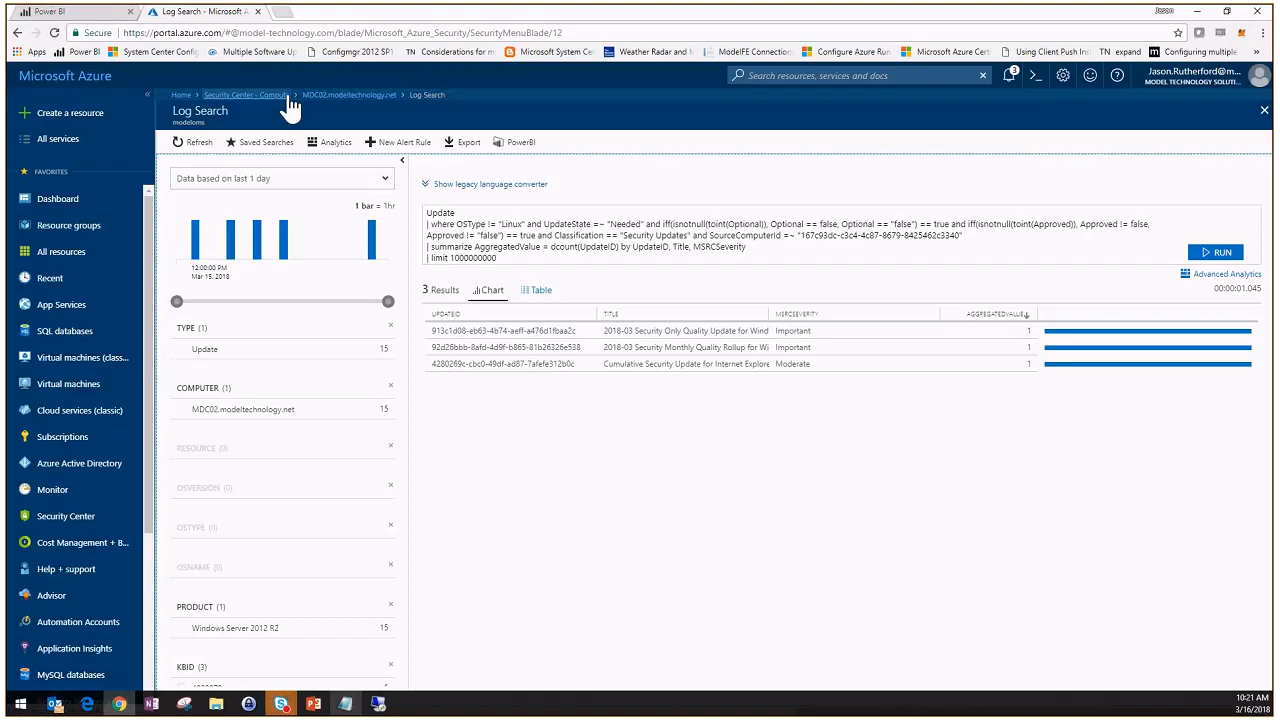 Power BI
Log Search - Microsoft A
Jason
Secure
https://portal.azure.com/#@model-technology.com/blade/Microsoft_Azure_Security/SecurityMenuBlade/12
Apps
Power BI
System Center Config
Multiple Software Up
Configmgr 2012 SP1
TN Considerations for m
ModelFE Connection
Microsoft System Ce
Weather Radar and M
Configure Azure Run
Microsoft Azure Certi
Using Client Push Inst
TN expand
Configuring multiple
Microsoft Azure
Search resources, services and docs
3
Jason.Rutherford@m...
MODEL TECHNOLOGY SOLUTI...
Home > Security Center - Compute > MDC02.modeltechnology.net > Log Search
Log Search
modeloms
Create a resource
All services
FAVORITES
Dashboard
Resource groups
All resources
Recent
App Services
SQL databases
Virtual machines (clas...
Virtual machines
Cloud services (classic)
Subscriptions
Azure Active Directory
Monitor
Security Center
Cost Management + B...
Help + support
Advisor
Automation Accounts
Application Insights
MySQL databases
Refresh
Saved Searches
Analytics
New Alert Rule
Export
PowerBI
Data based on last 1 day
1 bar = 1hr
12:00:00 PM
Mar 15, 2018
TYPE (1)
Update 15
COMPUTER (1)
MDC02.modeltechnology.net 15
RESOURCE (0)
OSVERSION (0)
OSTYPE (0)
OSNAME (0)
PRODUCT (1)
Windows Server 2012 R2 15
KBID (3)
Show legacy language converter
Update
| where OSType != "Linux" and UpdateState =~ "Needed" and iff(isnotnull(toint(Optional)), Optional == false, Optional == "false") == true and iff(isnotnull(toint(Approved)), Approved != false,
Approved != "false") == true and Classification == "Security Updates" and SourceComputerId =~ "167c93dc-c3c4-4c87-8679-8425462c3340"
| summarize AggregatedValue = dcount(UpdateID) by UpdateID, Title, MSRCSeverity
| limit 1000000000
RUN
Advanced Analytics
3 Results
Chart
Table
00:00:01.045
UPDATEID TITLE MSRCSEVERITY AGGREGATEDVALUE
913c1d08-eb63-4b74-aeff-a476d1fbaa2c 2018-03 Security Only Quality Update for Wind Important 1
92d26bbb-8afd-4d9f-b865-81b26326e538 2018-03 Security Monthly Quality Rollup for Wi Important 1
4280269c-cbc0-49df-ad87-7afefe312b0c Cumulative Security Update for Internet Explore Moderate 1
10:21 AM
3/16/2018